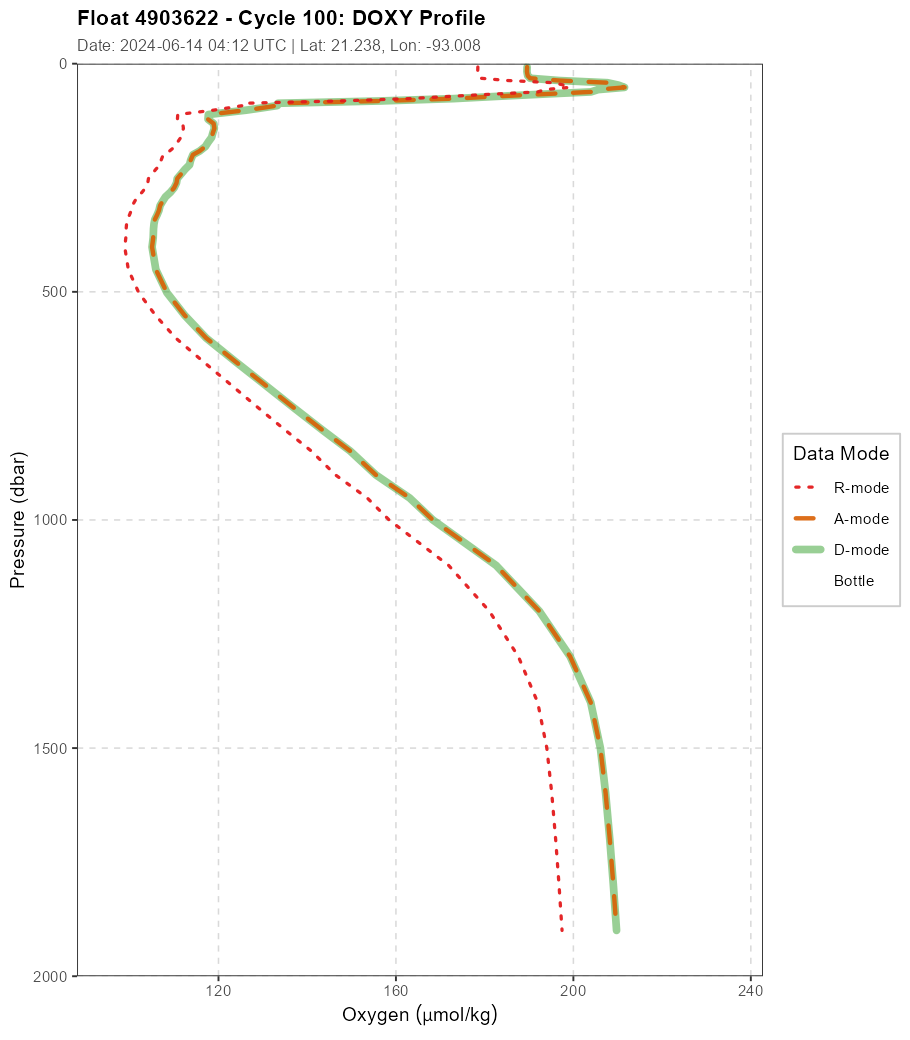 Float 4903622 - Cycle 100: DOXY Profile
Date: 2024-06-14 04:12 UTC | Lat: 21.238, Lon: -93.008
0
500
1000
1500
2000
Pressure (dbar)
120
160
200
240
Oxygen (μmol/kg)
Data Mode
R-mode
A-mode
D-mode
Bottle